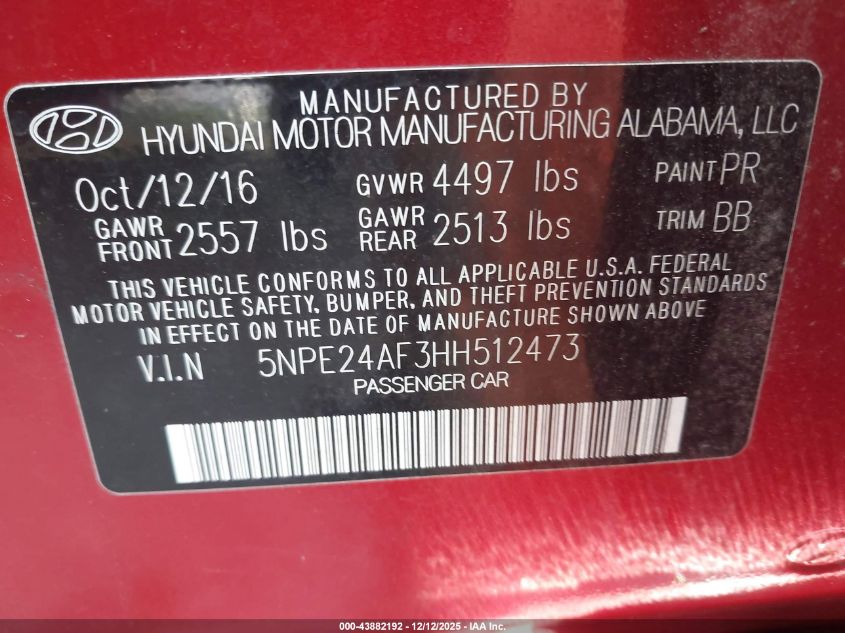 MANUFACTURED BY
HYUNDAI MOTOR MANUFACTURING ALABAMA, LLC
Oct/12/16 GVWR 4497 lbs PAINT PR
GAWR FRONT 2557 lbs GAWR REAR 2513 lbs TRIM BB
THIS VEHICLE CONFORMS TO ALL APPLICABLE U.S.A. FEDERAL
MOTOR VEHICLE SAFETY, BUMPER, AND THEFT PREVENTION STANDARDS
IN EFFECT ON THE DATE OF MANUFACTURE SHOWN ABOVE
V.I.N 5NPE24AF3HH512473
PASSENGER CAR
000-43882192 - 12/12/2025 - IAA Inc.